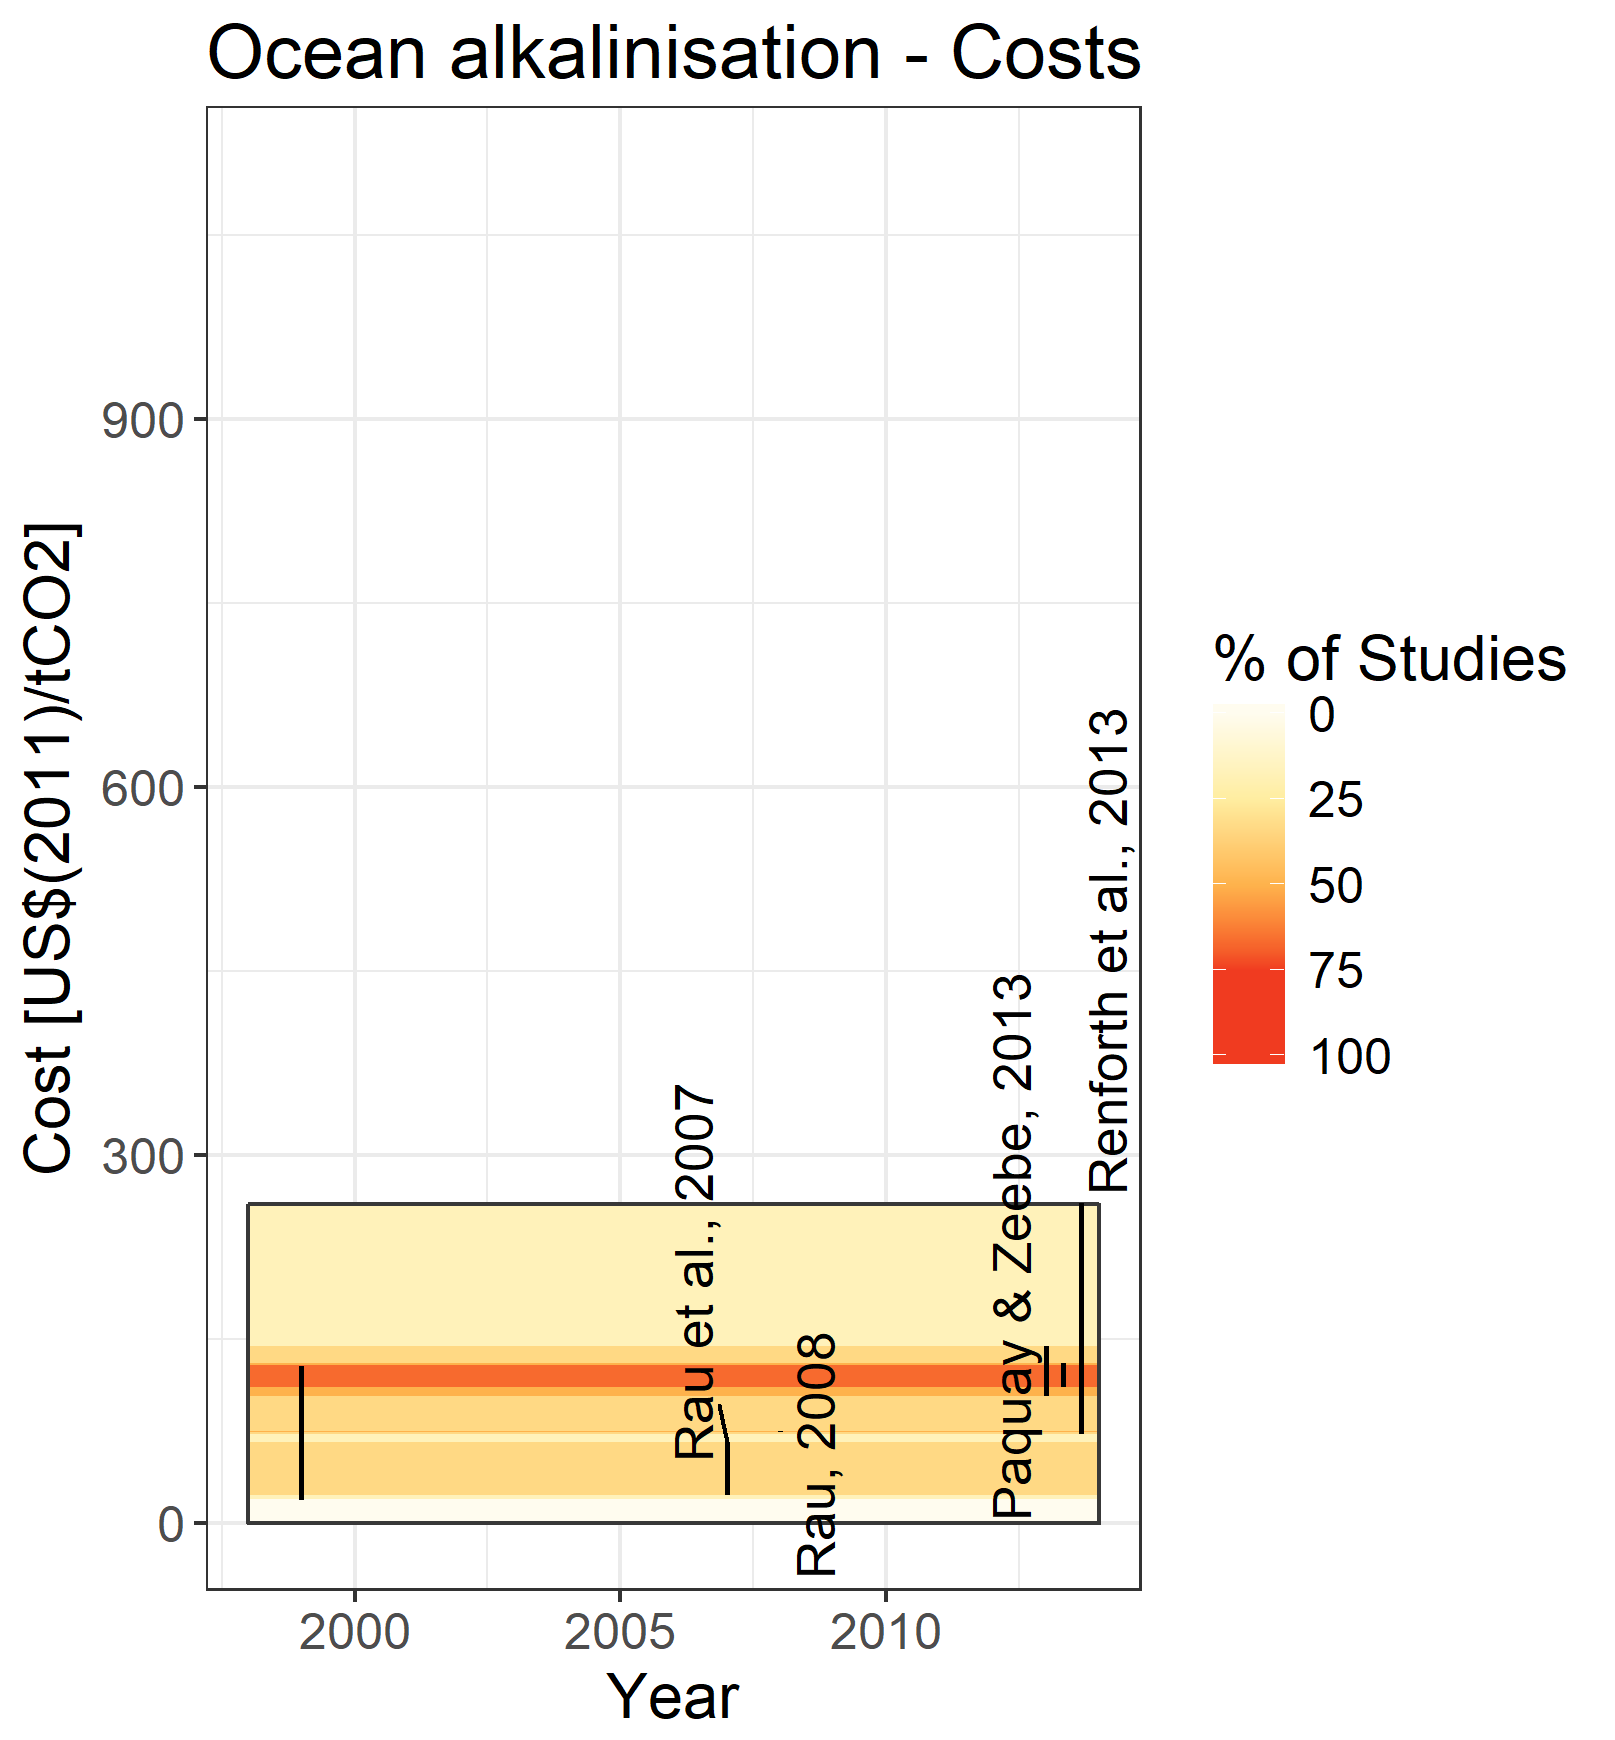 Ocean alkalinisation - Costs
Cost [US$(2011)/tCO2]
900
600
300
0
Rau et al., 2007
Rau, 2008
Paquay & Zeebe, 2013
Renforth et al., 2013
2000
2005
2010
Year
% of Studies
0
25
50
75
100